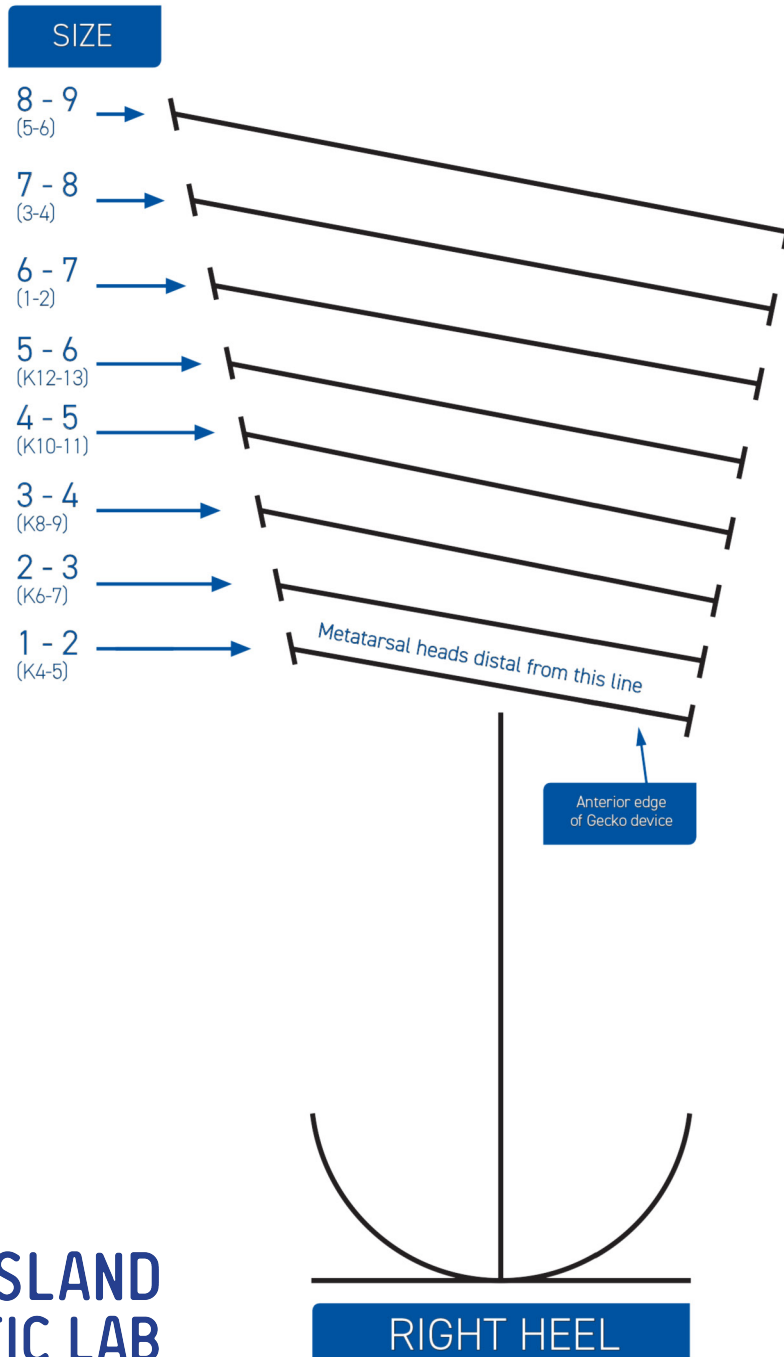 SIZE
8 - 9
(5-6)
7 - 8
(3-4)
6 - 7
(1-2)
5 - 6
(K12-13)
4 - 5
(K10-11)
3 - 4
(K8-9)
2 - 3
(K6-7)
1 - 2
(K4-5)
Metatarsal heads distal from this line
Anterior edge
of Gecko device
SLAND
TIC LAB
RIGHT HEEL